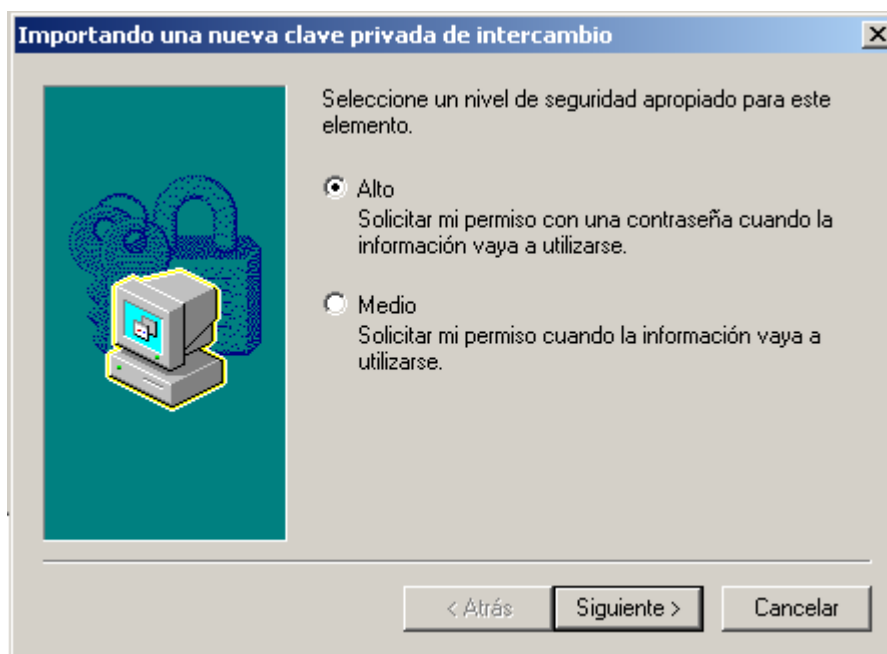 Importando una nueva clave privada de intercambio
Seleccione un nivel de seguridad apropiado para este
elemento.
Alto
Solicitar mi permiso con una contraseña cuando la
información vaya a utilizarse.
Medio
Solicitar mi permiso cuando la información vaya a
utilizarse.
< Atrás
Siguiente >
Cancelar